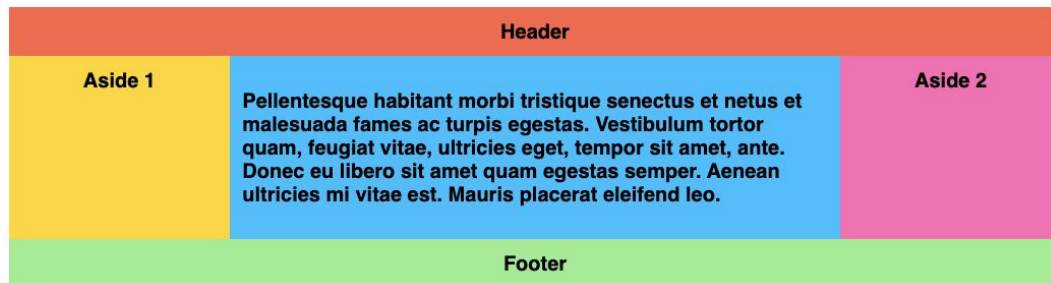 Header
Aside 1
Pellentesque habitant morbi tristique senectus et netus et
malesuada fames ac turpis egestas. Vestibulum tortor
quam, feugiat vitae, ultricies eget, tempor sit amet, ante.
Donec eu libero sit amet quam egestas semper. Aenean
ultricies mi vitae est. Mauris placerat eleifend leo.
Aside 2
Footer